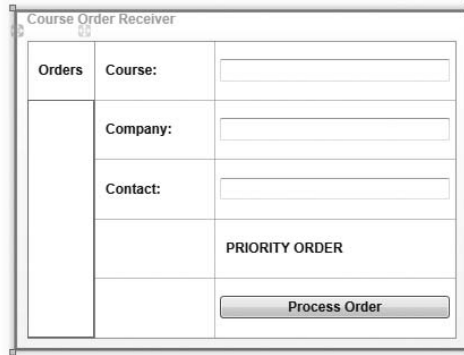 Course Order Receiver
Orders Course:
Company:
Contact:
PRIORITY ORDER
Process Order